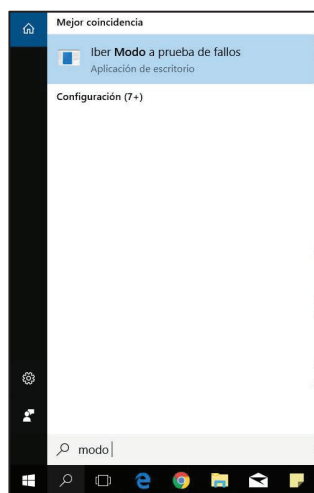 Mejor coincidencia
Iber Modo a prueba de fallos
Aplicación de escritorio
Configuración (7+)
modo